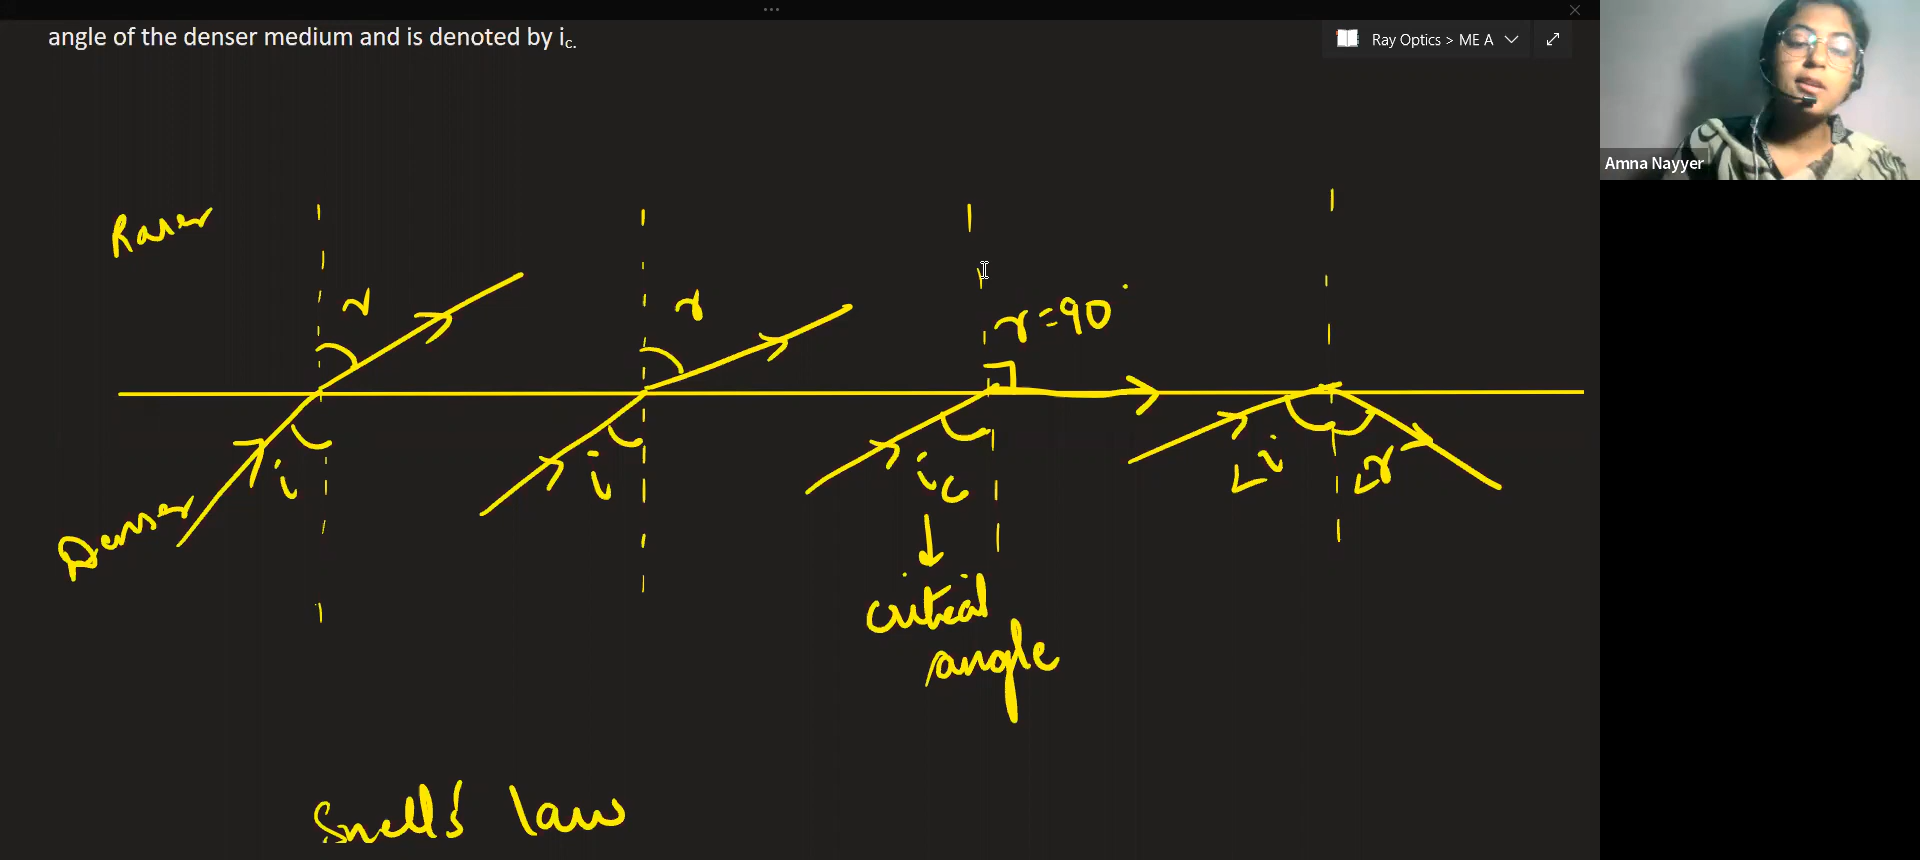 angle of the denser medium and is denoted by ic.
Ray Optics > ME A
Amna Nayyer
Rarer
r
r
r = 90°
i
i
ic
∠i
∠r
Denser
critical
angle
Snell's law